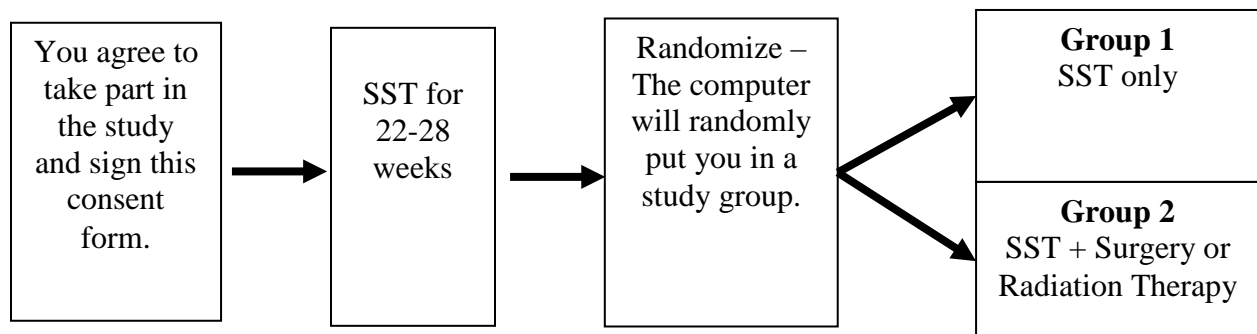 You agree to
take part in
the study
and sign this
consent
form.
SST for
22-28
weeks
Randomize –
The computer
will randomly
put you in a
study group.
Group 1
SST only
Group 2
SST + Surgery or
Radiation Therapy